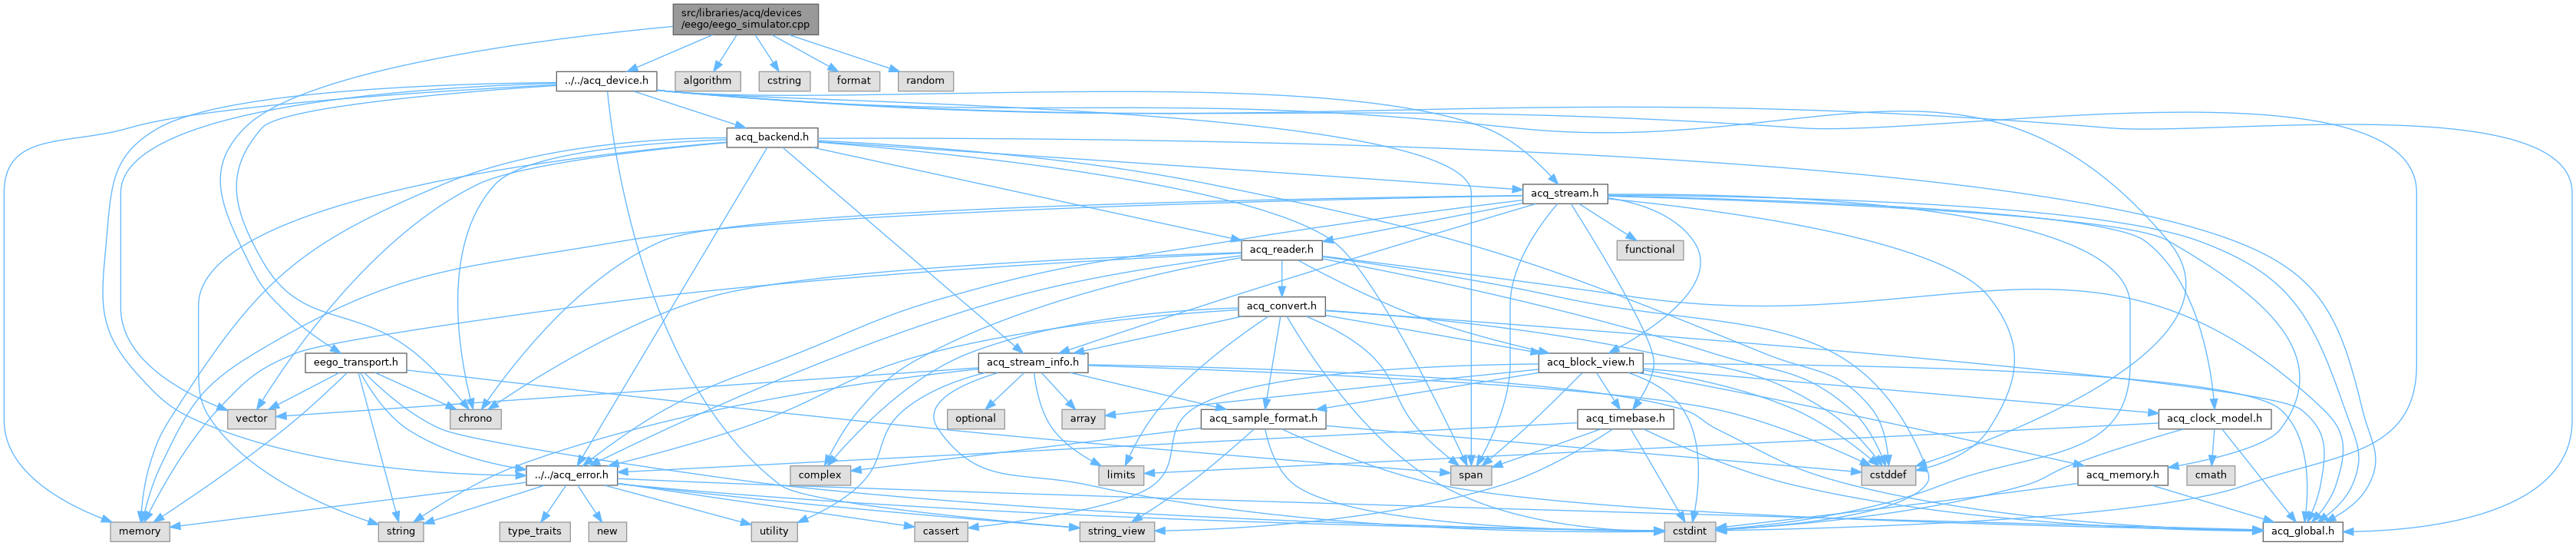 src/libraries/acq/devices
/eego/eego_simulator.cpp
../../acq_device.h
algorithm
cstring
format
random
acq_backend.h
acq_stream.h
acq_reader.h
functional
acq_convert.h
eego_transport.h
acq_stream_info.h
acq_block_view.h
vector
chrono
optional
array
acq_sample_format.h
acq_timebase.h
acq_clock_model.h
../../acq_error.h
complex
limits
span
cstddef
acq_memory.h
cmath
memory
string
type_traits
new
utility
cassert
string_view
cstdint
acq_global.h